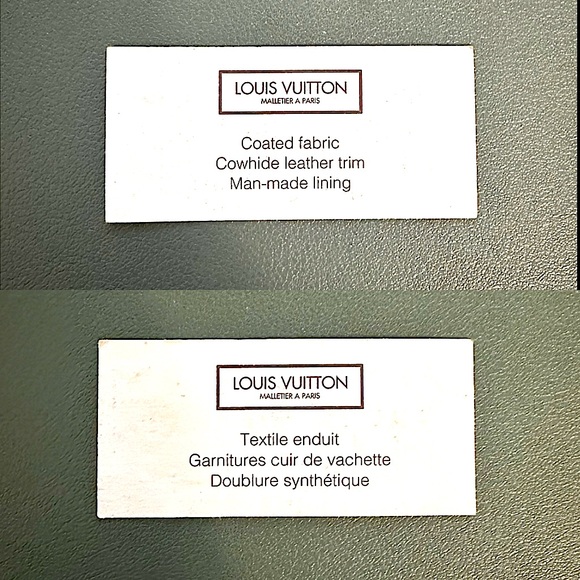 LOUIS VUITTON
MALLETIER A PARIS
Coated fabric
Cowhide leather trim
Man-made lining
LOUIS VUITTON
MALLETIER A PARIS
Textile enduit
Garnitures cuir de vachette
Doublure synthétique